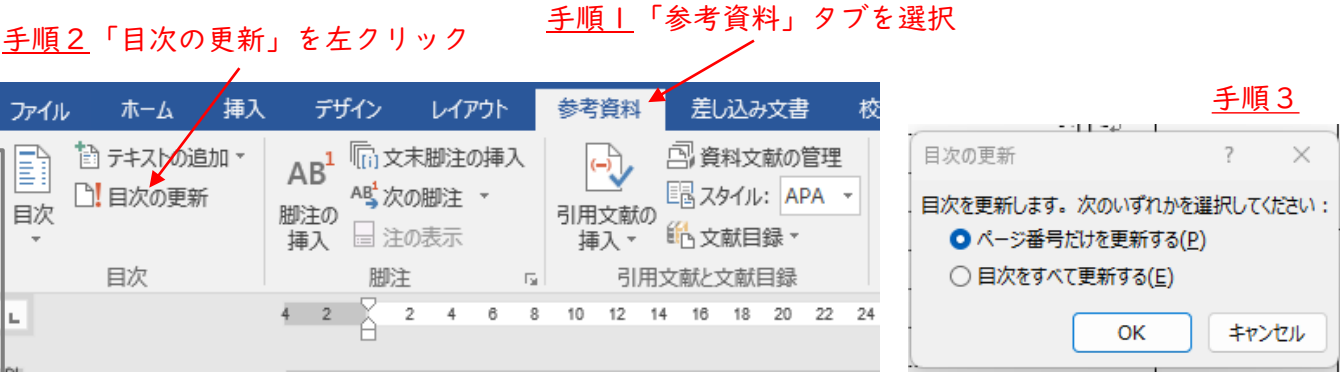 手順１「参考資料」タブを選択
手順２「目次の更新」を左クリック
手順３
ファイル ホーム 挿入 デザイン レイアウト 参考資料 差し込み文書 校
目次
テキストの追加
目次の更新
目次
AB1
脚注の
挿入
文末脚注の挿入
AB1 次の脚注
注の表示
脚注
引用文献の
挿入
資料文献の管理
スタイル: APA
文献目録
引用文献と文献目録
L
4 2 2 4 6 8 10 12 14 16 18 20 22 24
目次の更新 ? ×
目次を更新します。次のいずれかを選択してください：
ページ番号だけを更新する(P)
目次をすべて更新する(E)
OK キャンセル